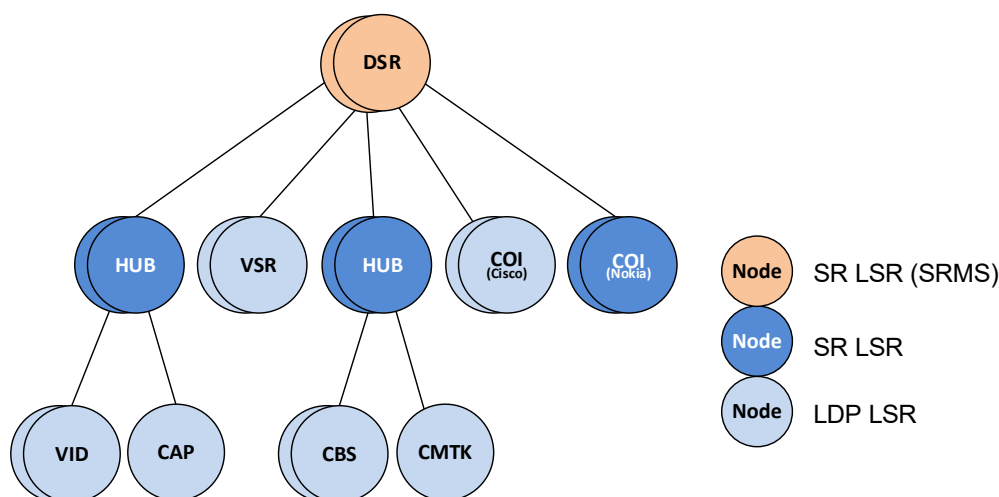 DSR
HUB
VSR
HUB
COI
(Cisco)
COI
(Nokia)
Node SR LSR (SRMS)
Node SR LSR
Node LDP LSR
VID
CAP
CBS
CMTK